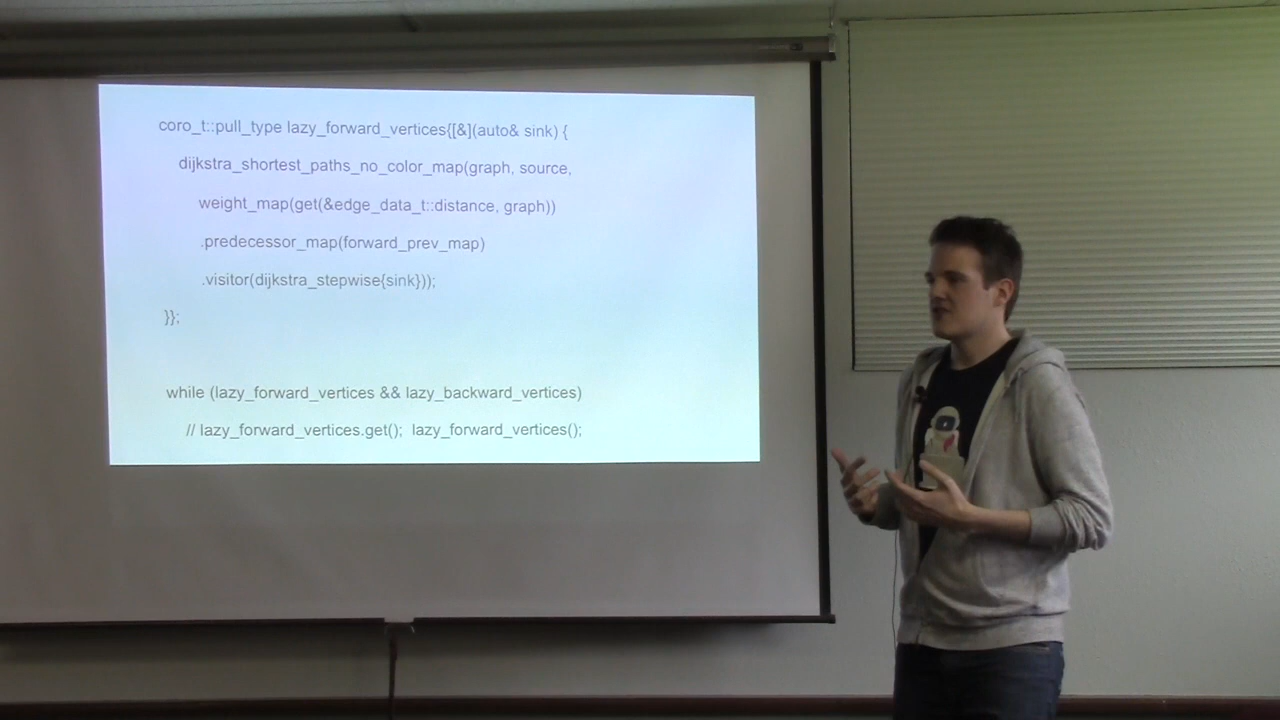 coro_t::pull_type lazy_forward_vertices{[&](auto& sink) {
dijkstra_shortest_paths_no_color_map(graph, source,
weight_map(get(&edge_data_t::distance, graph))
.predecessor_map(forward_prev_map)
.visitor(dijkstra_stepwise{sink}));
}};
while (lazy_forward_vertices && lazy_backward_vertices)
// lazy_forward_vertices.get(); lazy_forward_vertices();